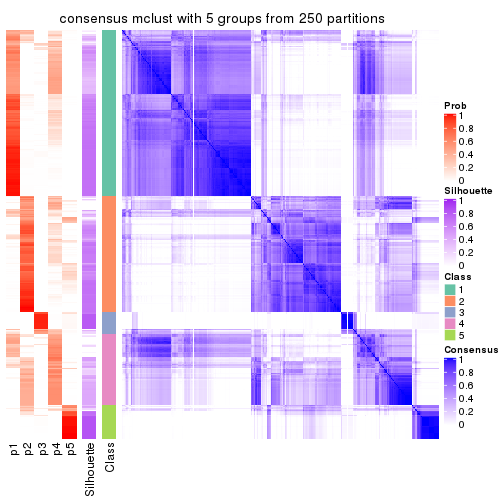 consensus mclust with 5 groups from 250 partitions
Prob
1
0.8
0.6
0.4
0.2
0
Silhouette
1
0.8
0.6
0.4
0.2
0
Class
1
2
3
4
5
Consensus
1
0.8
0.6
0.4
0.2
0
p1
p2
p3
p4
p5
Silhouette
Class